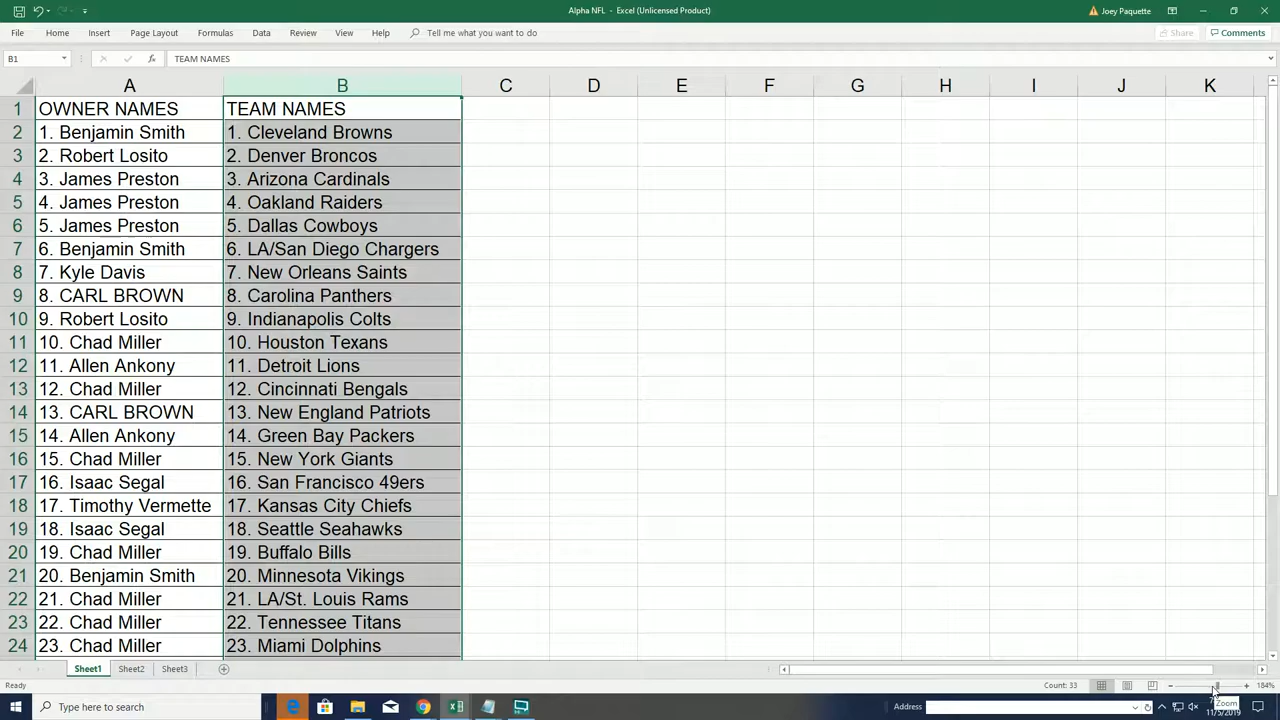 Alpha NFL - Excel (Unlicensed Product)
Joey Paquette
File Home Insert Page Layout Formulas Data Review View Help Tell me what you want to do Share Comments
B1 fx TEAM NAMES
A B C D E F G H I J K
1 OWNER NAMES TEAM NAMES
2 1. Benjamin Smith 1. Cleveland Browns
3 2. Robert Losito 2. Denver Broncos
4 3. James Preston 3. Arizona Cardinals
5 4. James Preston 4. Oakland Raiders
6 5. James Preston 5. Dallas Cowboys
7 6. Benjamin Smith 6. LA/San Diego Chargers
8 7. Kyle Davis 7. New Orleans Saints
9 8. CARL BROWN 8. Carolina Panthers
10 9. Robert Losito 9. Indianapolis Colts
11 10. Chad Miller 10. Houston Texans
12 11. Allen Ankony 11. Detroit Lions
13 12. Chad Miller 12. Cincinnati Bengals
14 13. CARL BROWN 13. New England Patriots
15 14. Allen Ankony 14. Green Bay Packers
16 15. Chad Miller 15. New York Giants
17 16. Isaac Segal 16. San Francisco 49ers
18 17. Timothy Vermette 17. Kansas City Chiefs
19 18. Isaac Segal 18. Seattle Seahawks
20 19. Chad Miller 19. Buffalo Bills
21 20. Benjamin Smith 20. Minnesota Vikings
22 21. Chad Miller 21. LA/St. Louis Rams
23 22. Chad Miller 22. Tennessee Titans
24 23. Chad Miller 23. Miami Dolphins
Sheet1 Sheet2 Sheet3
Ready Count: 33 184%
Type here to search Address Zoom
11/5/2019